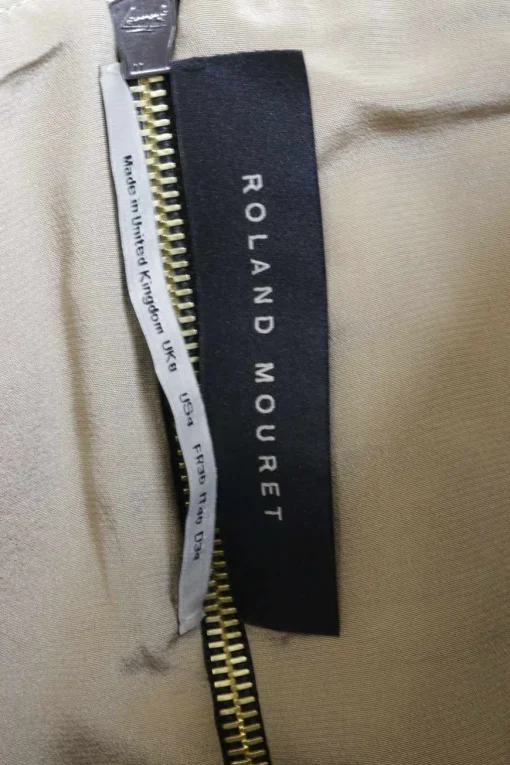 ROLAND MOURET
Made in United Kingdom UK8 US4 FR36 IT40 D34